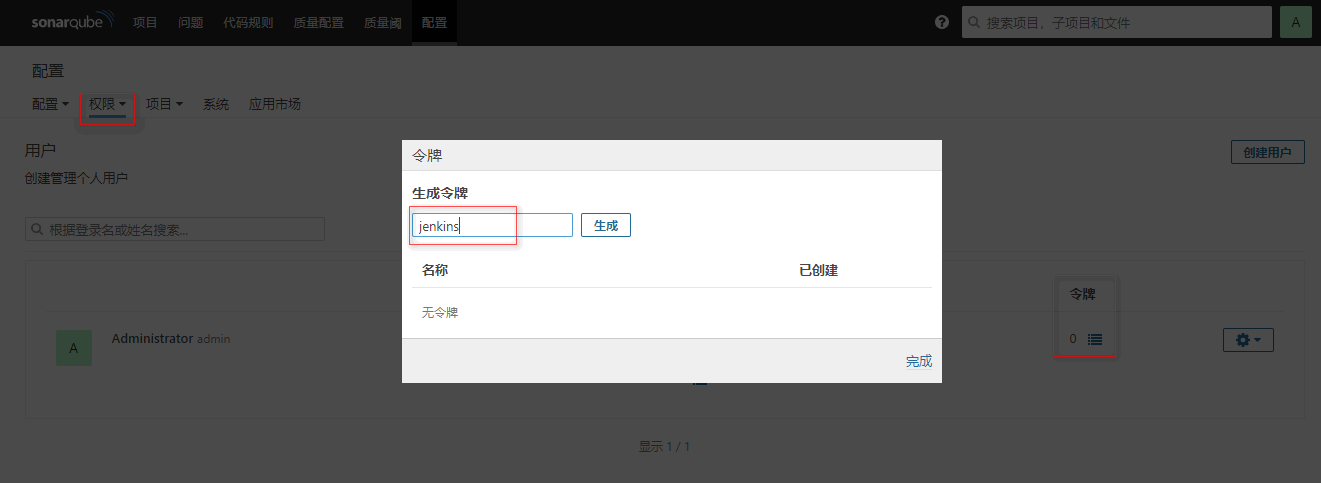 sonarqube 项目 问题 代码规则 质量配置 质量阈 配置 ? 搜索项目、子项目和文件 A
配置
配置 权限 项目 系统 应用市场
用户
创建用户
创建管理个人用户
根据登录名或姓名搜索...
令牌
生成令牌
jenkins 生成
名称 已创建
无令牌
完成
令牌
A Administrator admin 0
显示 1 / 1